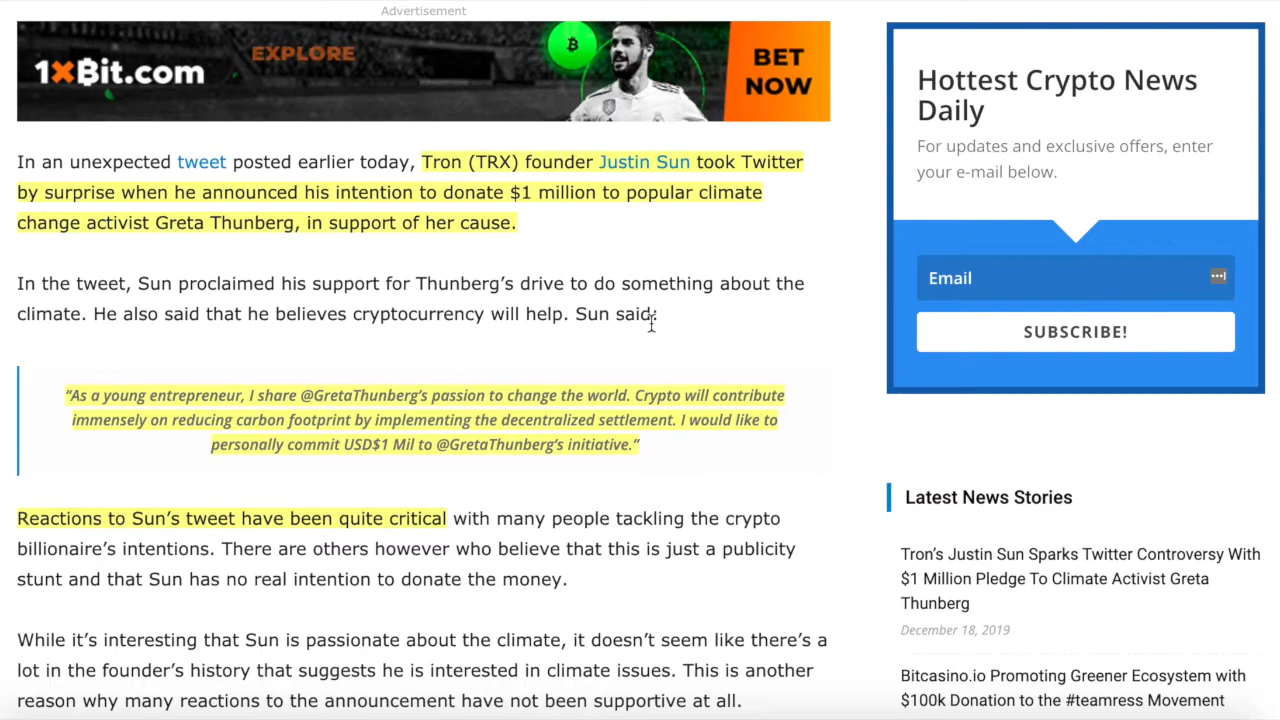 Advertisement
1XBit.com
EXPLORE
BET
NOW
In an unexpected tweet posted earlier today, Tron (TRX) founder Justin Sun took Twitter
by surprise when he announced his intention to donate $1 million to popular climate
change activist Greta Thunberg, in support of her cause.
In the tweet, Sun proclaimed his support for Thunberg’s drive to do something about the
climate. He also said that he believes cryptocurrency will help. Sun said:
“As a young entrepreneur, I share @GretaThunberg’s passion to change the world. Crypto will contribute
immensely on reducing carbon footprint by implementing the decentralized settlement. I would like to
personally commit USD$1 Mil to @GretaThunberg’s initiative.”
Reactions to Sun’s tweet have been quite critical with many people tackling the crypto
billionaire’s intentions. There are others however who believe that this is just a publicity
stunt and that Sun has no real intention to donate the money.
While it’s interesting that Sun is passionate about the climate, it doesn’t seem like there’s a
lot in the founder’s history that suggests he is interested in climate issues. This is another
reason why many reactions to the announcement have not been supportive at all.
Hottest Crypto News
Daily
For updates and exclusive offers, enter
your e-mail below.
Email
SUBSCRIBE!
Latest News Stories
Tron’s Justin Sun Sparks Twitter Controversy With
$1 Million Pledge To Climate Activist Greta
Thunberg
December 18, 2019
Bitcasino.io Promoting Greener Ecosystem with
$100k Donation to the #teamress Movement